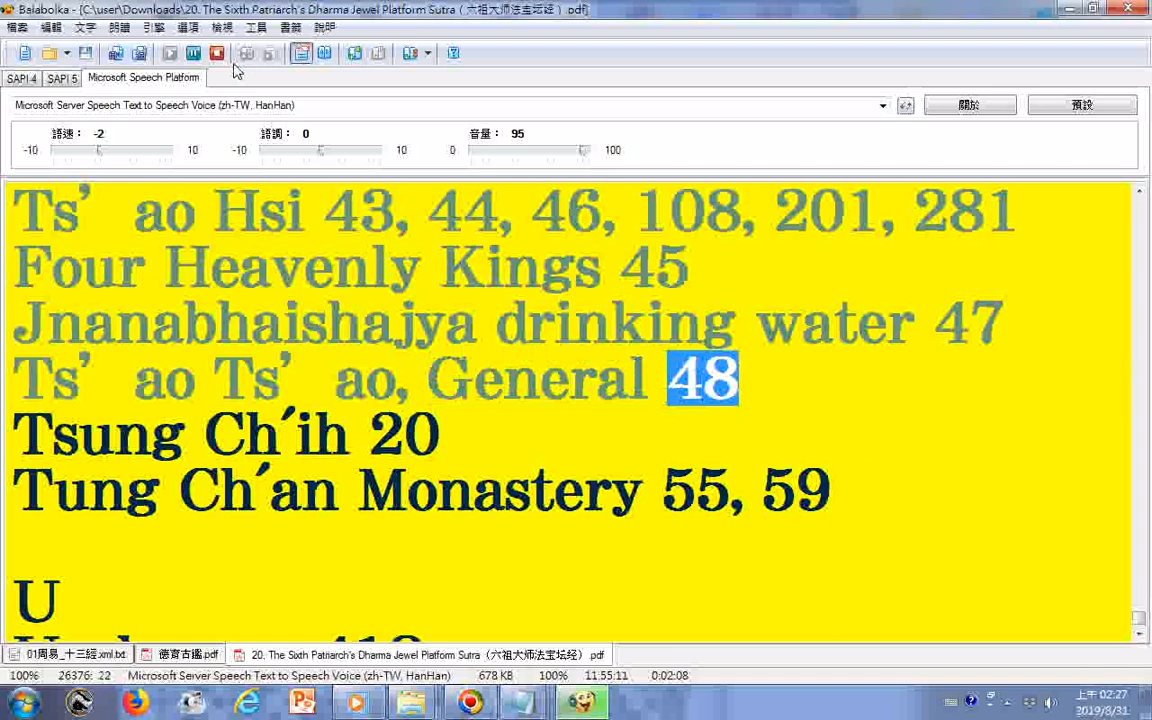 Balabolka - [C:\user\Downloads\20. The Sixth Patriarch's Dharma Jewel Platform Sutra（六祖大师法宝坛经）.pdf]
檔案 編輯 文字 朗讀 引擎 選項 檢視 工具 書籤 說明
SAPI 4 SAPI 5 Microsoft Speech Platform
Microsoft Server Speech Text to Speech Voice (zh-TW, HanHan) 關於 預設
語速： -2 語調： 0 音量： 95
-10 10 -10 10 0 100
Ts’ao Hsi 43, 44, 46, 108, 201, 281
Four Heavenly Kings 45
Jnanabhaishajya drinking water 47
Ts’ao Ts’ao, General 48
Tsung Ch´ih 20
Tung Ch´an Monastery 55, 59
U
01周易_十三經.xml.txt 德育古鑑.pdf 20. The Sixth Patriarch's Dharma Jewel Platform Sutra（六祖大师法宝坛经）.pdf
100% 26376: 22 Microsoft Server Speech Text to Speech Voice (zh-TW, HanHan) 678 KB 100% 11:55:11 0:02:08
上午 02:27
2019/8/31